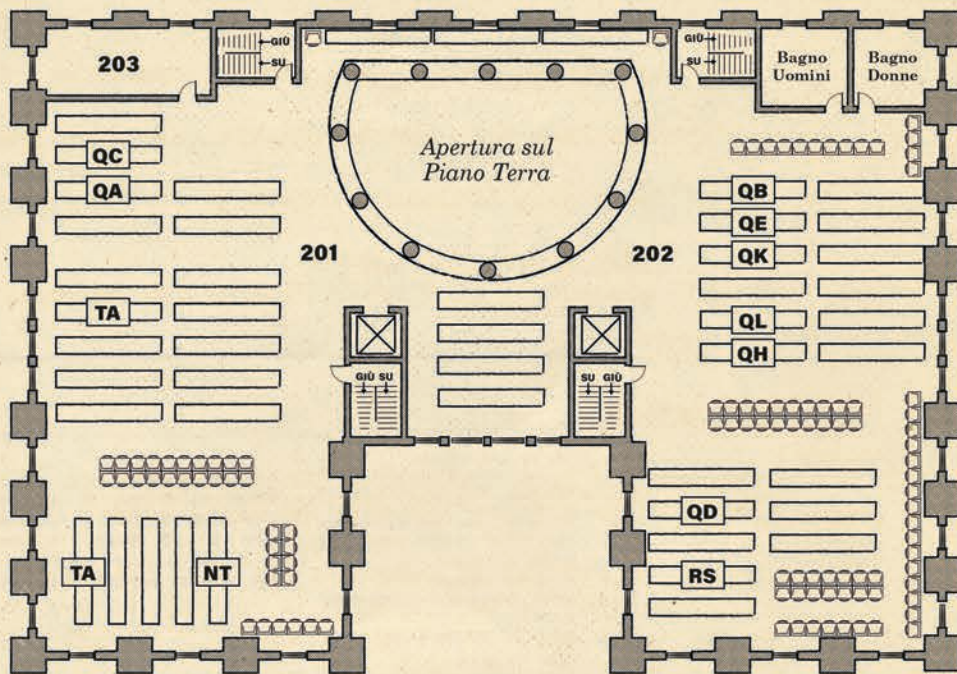 203
GIÙ
SU
GIÙ
SU
Bagno
Uomini
Bagno
Donne
QC
QA
Apertura sul
Piano Terra
QB
QE
QK
201
202
TA
QL
QH
GIÙ SU
SU GIÙ
QD
TA
NT
RS